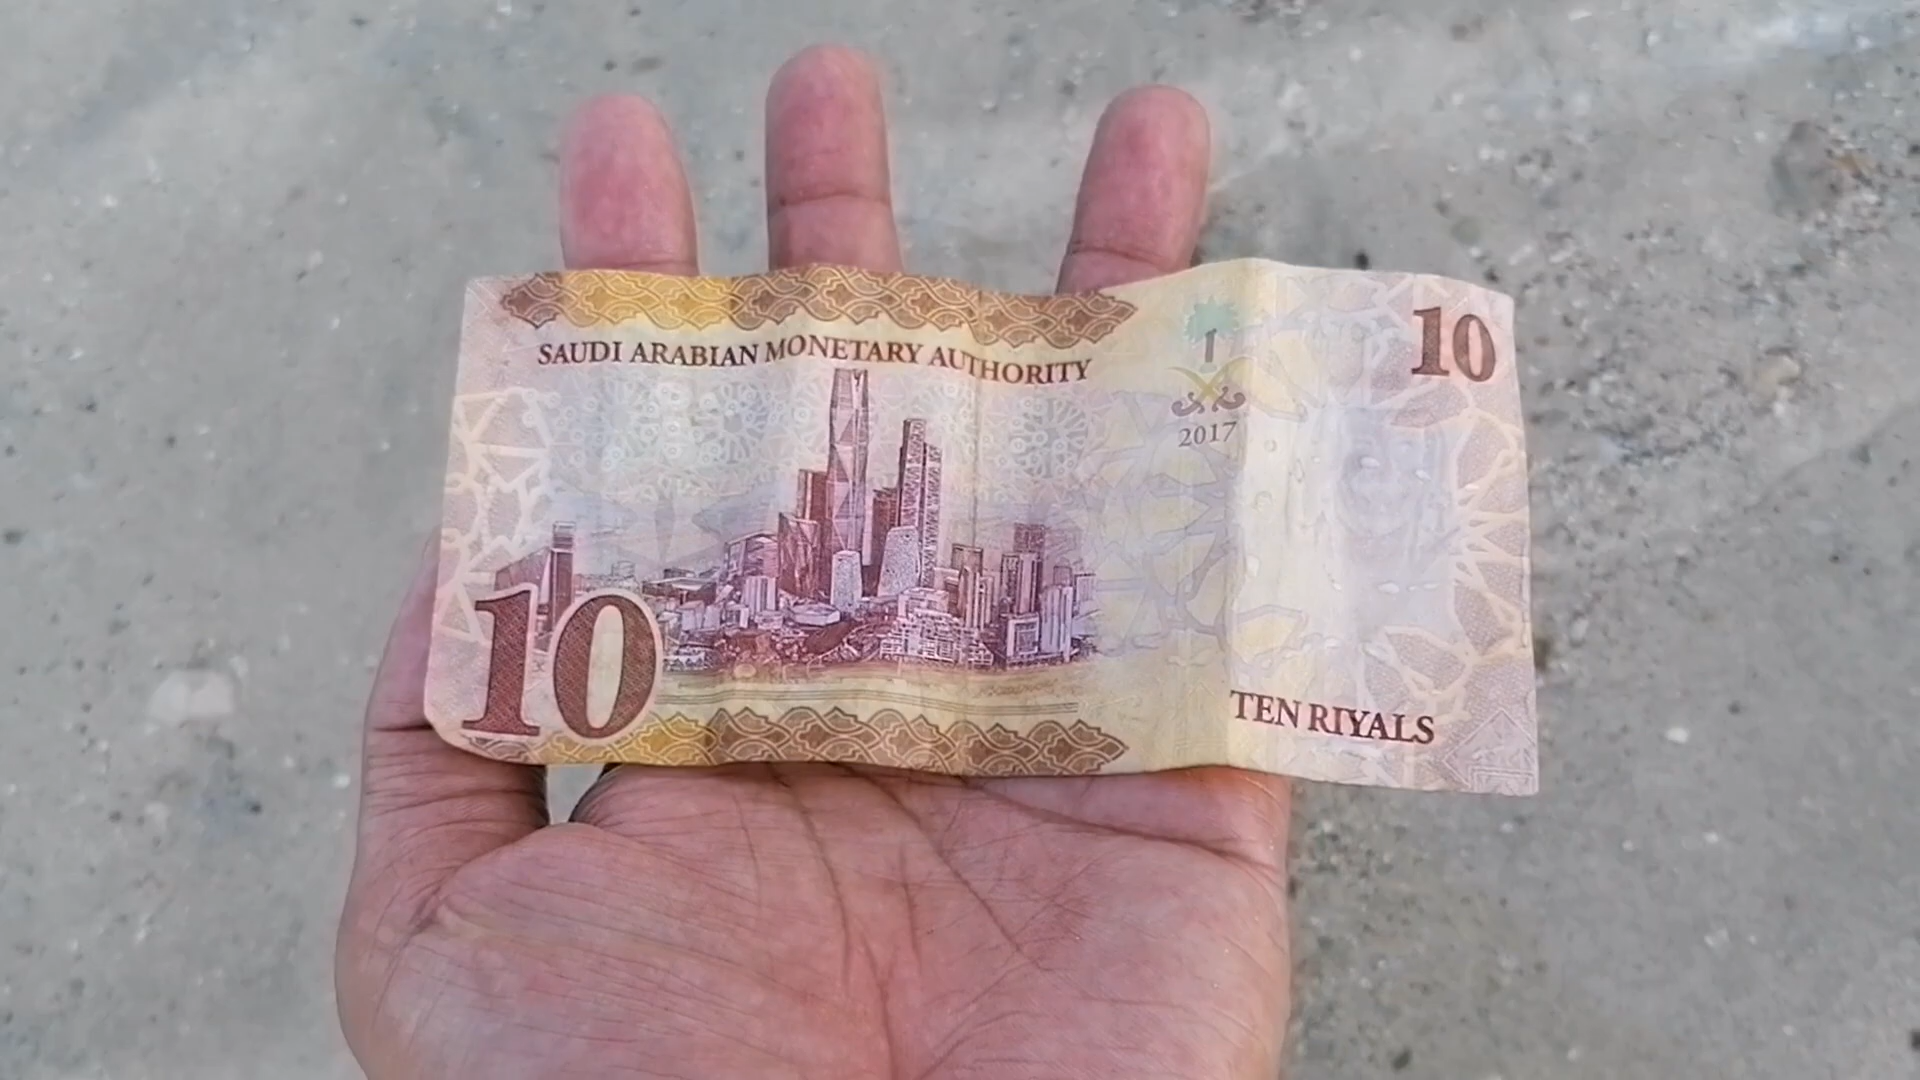 SAUDI ARABIAN MONETARY AUTHORITY
10
2017
10
TEN RIYALS